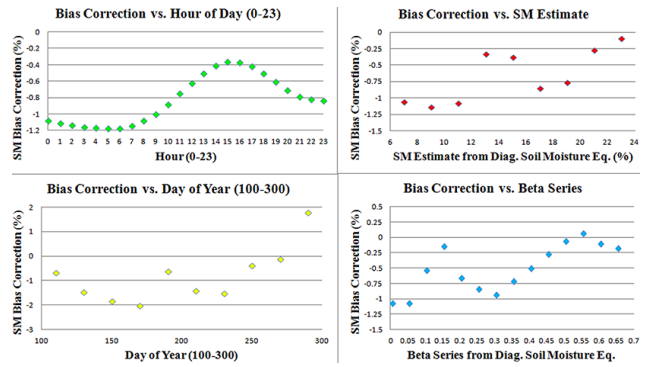 Bias Correction vs. Hour of Day (0-23)
SM Bias Correction (%)
0
-0.2
-0.4
-0.6
-0.8
-1
-1.2
0 1 2 3 4 5 6 7 8 9 10 11 12 13 14 15 16 17 18 19 20 21 22 23
Hour (0-23)
Bias Correction vs. SM Estimate
SM Bias Correction (%)
0
-0.25
-0.5
-0.75
-1
-1.25
-1.5
6 8 10 12 14 16 18 20 22 24
SM Estimate from Diag. Soil Moisture Eq. (%)
Bias Correction vs. Day of Year (100-300)
SM Bias Correction (%)
2
1
0
-1
-2
-3
100 150 200 250 300
Day of Year (100-300)
Bias Correction vs. Beta Series
SM Bias Correction (%)
0.5
0.25
0
-0.25
-0.5
-0.75
-1
-1.25
-1.5
0 0.05 0.1 0.15 0.2 0.25 0.3 0.35 0.4 0.45 0.5 0.55 0.6 0.65 0.7
Beta Series from Diag. Soil Moisture Eq.